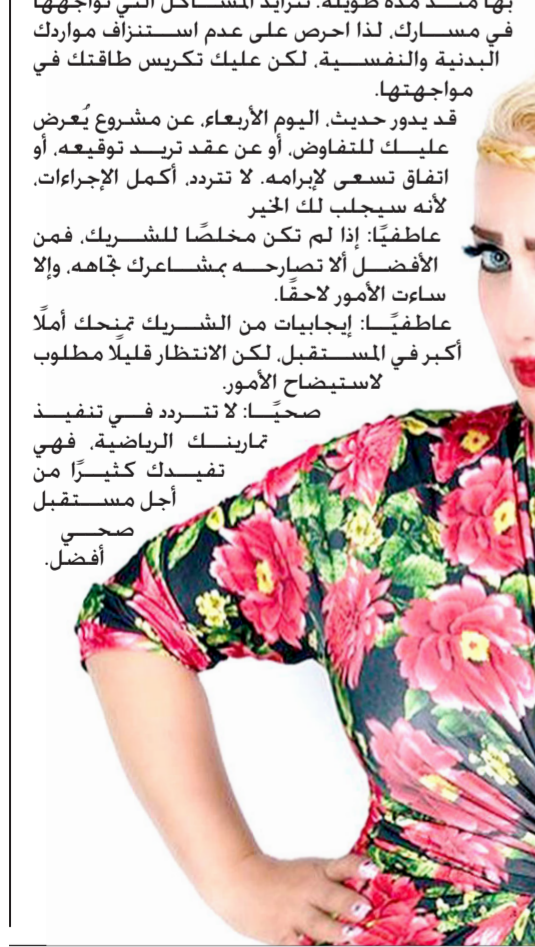 بها منذ مدة طويلة. تتزايد المشاكل التي تواجهها
في مسارك، لذا احرص على عدم استنزاف مواردك
البدنية والنفسية، لكن عليك تكريس طاقتك في
مواجهتها.
قد يدور حديث، اليوم الأربعاء، عن مشروع يُعرض
عليك للتفاوض، أو عن عقد تريد توقيعه، أو
اتفاق تسعى لإبرامه. لا تتردد، أكمل الإجراءات،
لأنه سيجلب لك الخير
عاطفيًا: إذا لم تكن مخلصًا للشريك، فمن
الأفضل ألا تصارحه بمشاعرك تجاهه، وإلا
ساءت الأمور لاحقًا.
عاطفيًا: إيجابيات من الشريك تمنحك أملًا
أكبر في المستقبل، لكن الانتظار قليلًا مطلوب
لاستيضاح الأمور.
صحيًا: لا تتردد في تنفيذ
تمارينك الرياضية، فهي
تفيدك كثيرًا من
أجل مستقبل
صحي
أفضل.